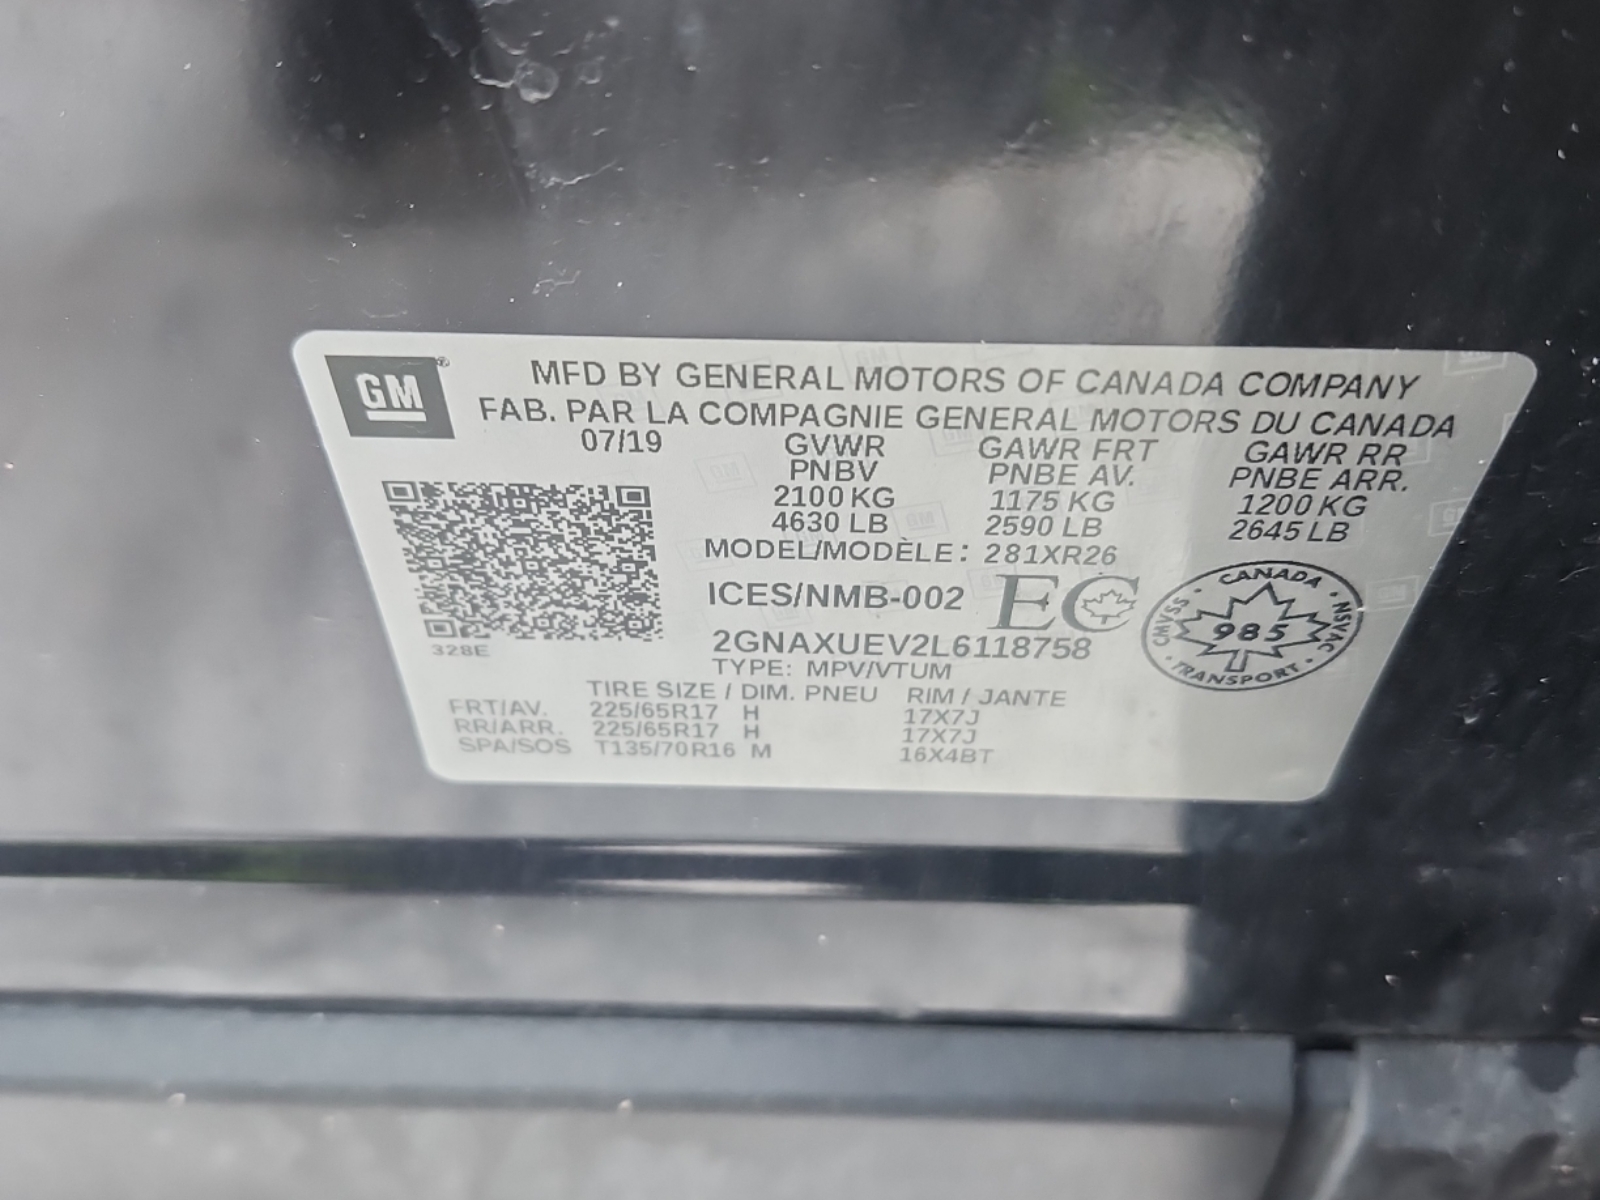 GM®
MFD BY GENERAL MOTORS OF CANADA COMPANY
FAB. PAR LA COMPAGNIE GENERAL MOTORS DU CANADA
07/19 GVWR GAWR FRT GAWR RR
PNBV PNBE AV. PNBE ARR.
2100 KG 1175 KG 1200 KG
4630 LB 2590 LB 2645 LB
MODEL/MODÈLE: 281XR26
ICES/NMB-002 EC
CANADA
CMVSS · 985 · NSVAC
TRANSPORT
2GNAXUEV2L6118758
328E
TYPE: MPV/VTUM
TIRE SIZE / DIM. PNEU RIM / JANTE
FRT/AV. 225/65R17 H 17X7J
RR/ARR. 225/65R17 H 17X7J
SPA/SOS T135/70R16 M 16X4BT